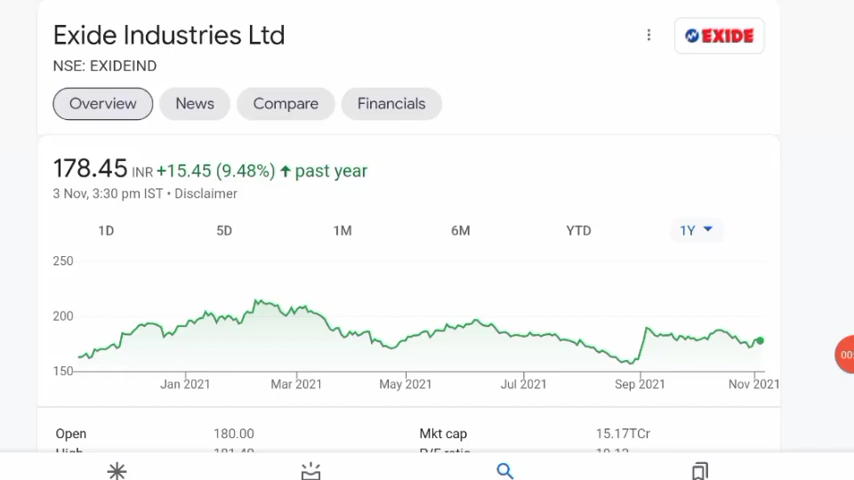 Exide Industries Ltd
EXIDE
NSE: EXIDEIND
Overview News Compare Financials
178.45 INR +15.45 (9.48%) ↑ past year
3 Nov, 3:30 pm IST • Disclaimer
1D 5D 1M 6M YTD 1Y
250
200
150
Jan 2021 Mar 2021 May 2021 Jul 2021 Sep 2021 Nov 2021
Open 180.00 Mkt cap 15.17TCr